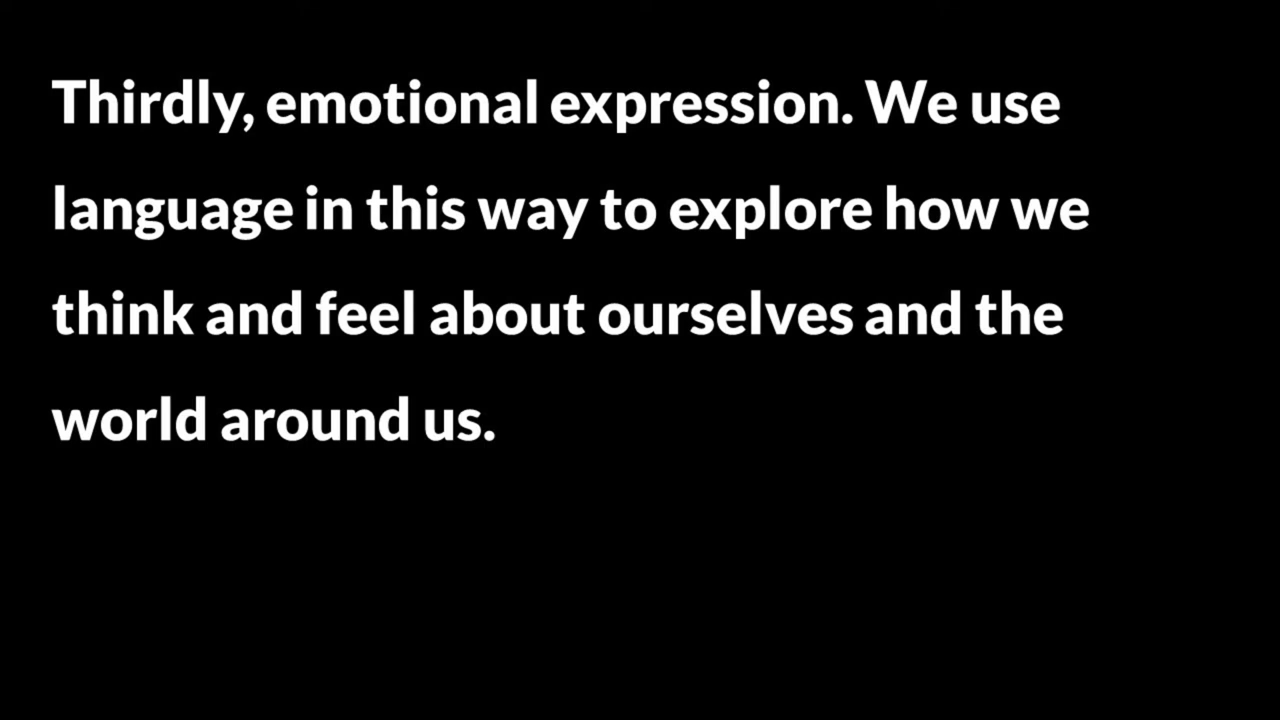 Thirdly, emotional expression. We use
language in this way to explore how we
think and feel about ourselves and the
world around us.